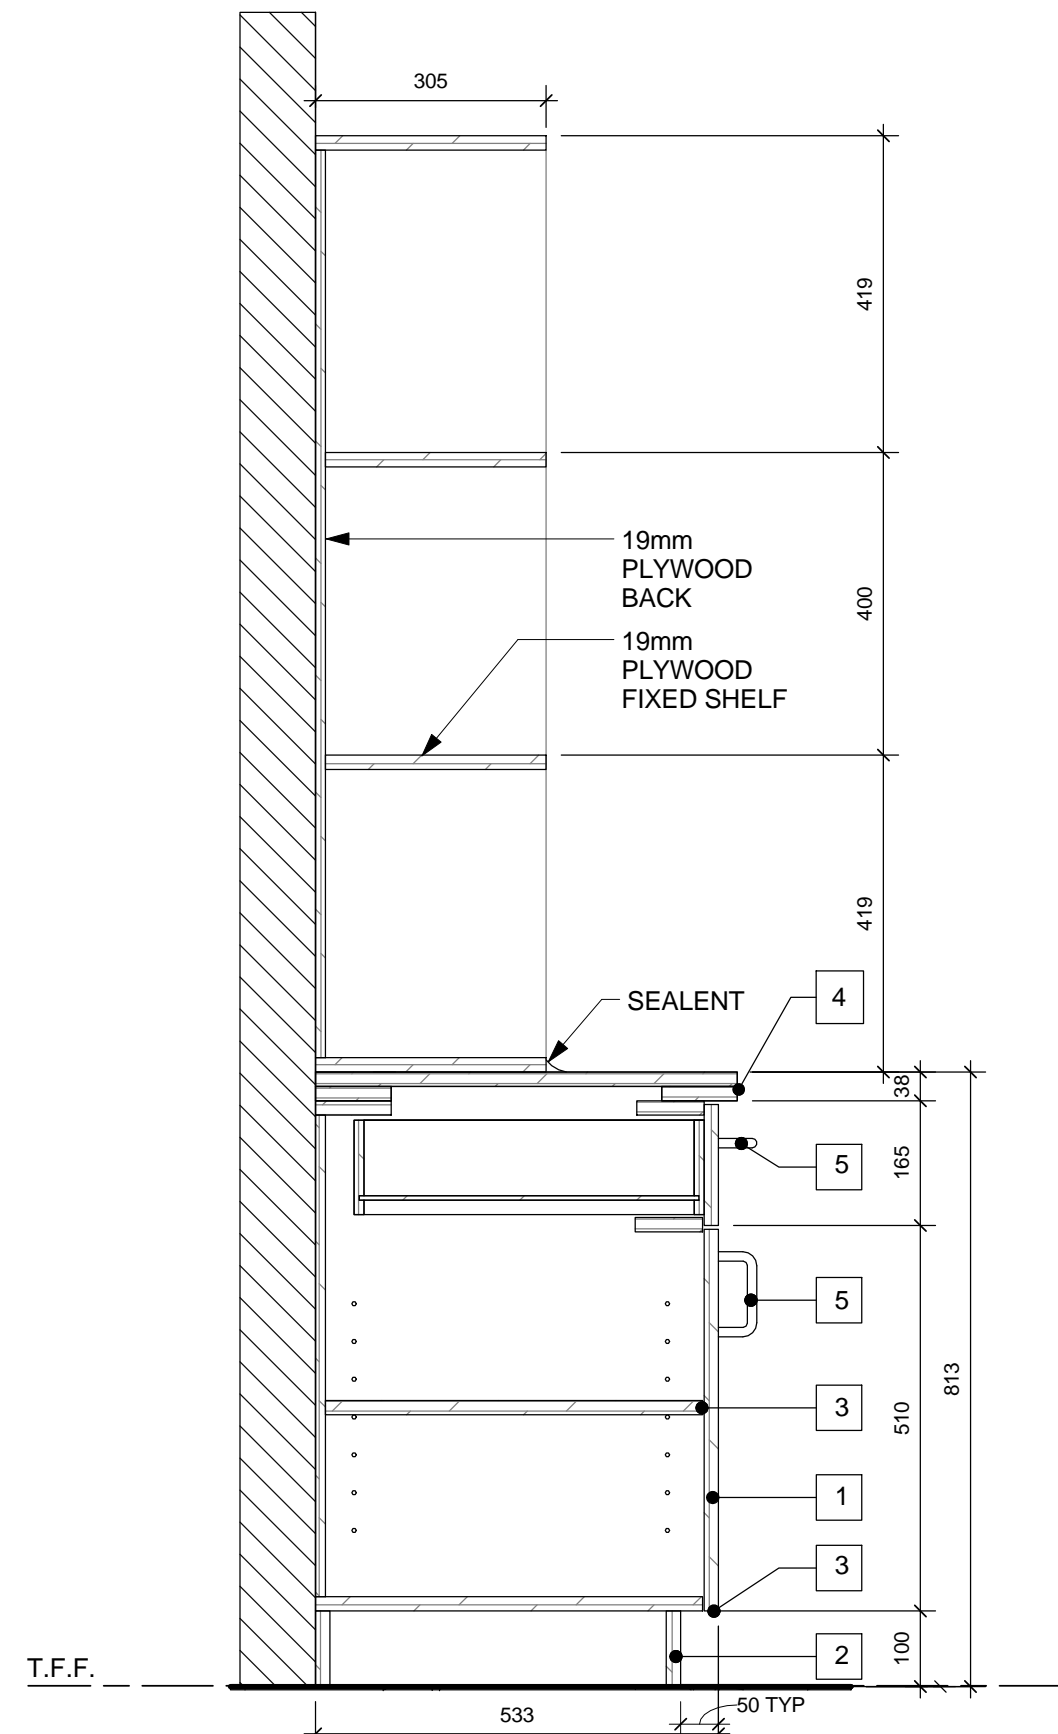 305
419
19mm
PLYWOOD
BACK
400
19mm
PLYWOOD
FIXED SHELF
419
SEALENT
4
38
5
165
5
813
3
510
1
3
2
100
T.F.F.
533
50 TYP